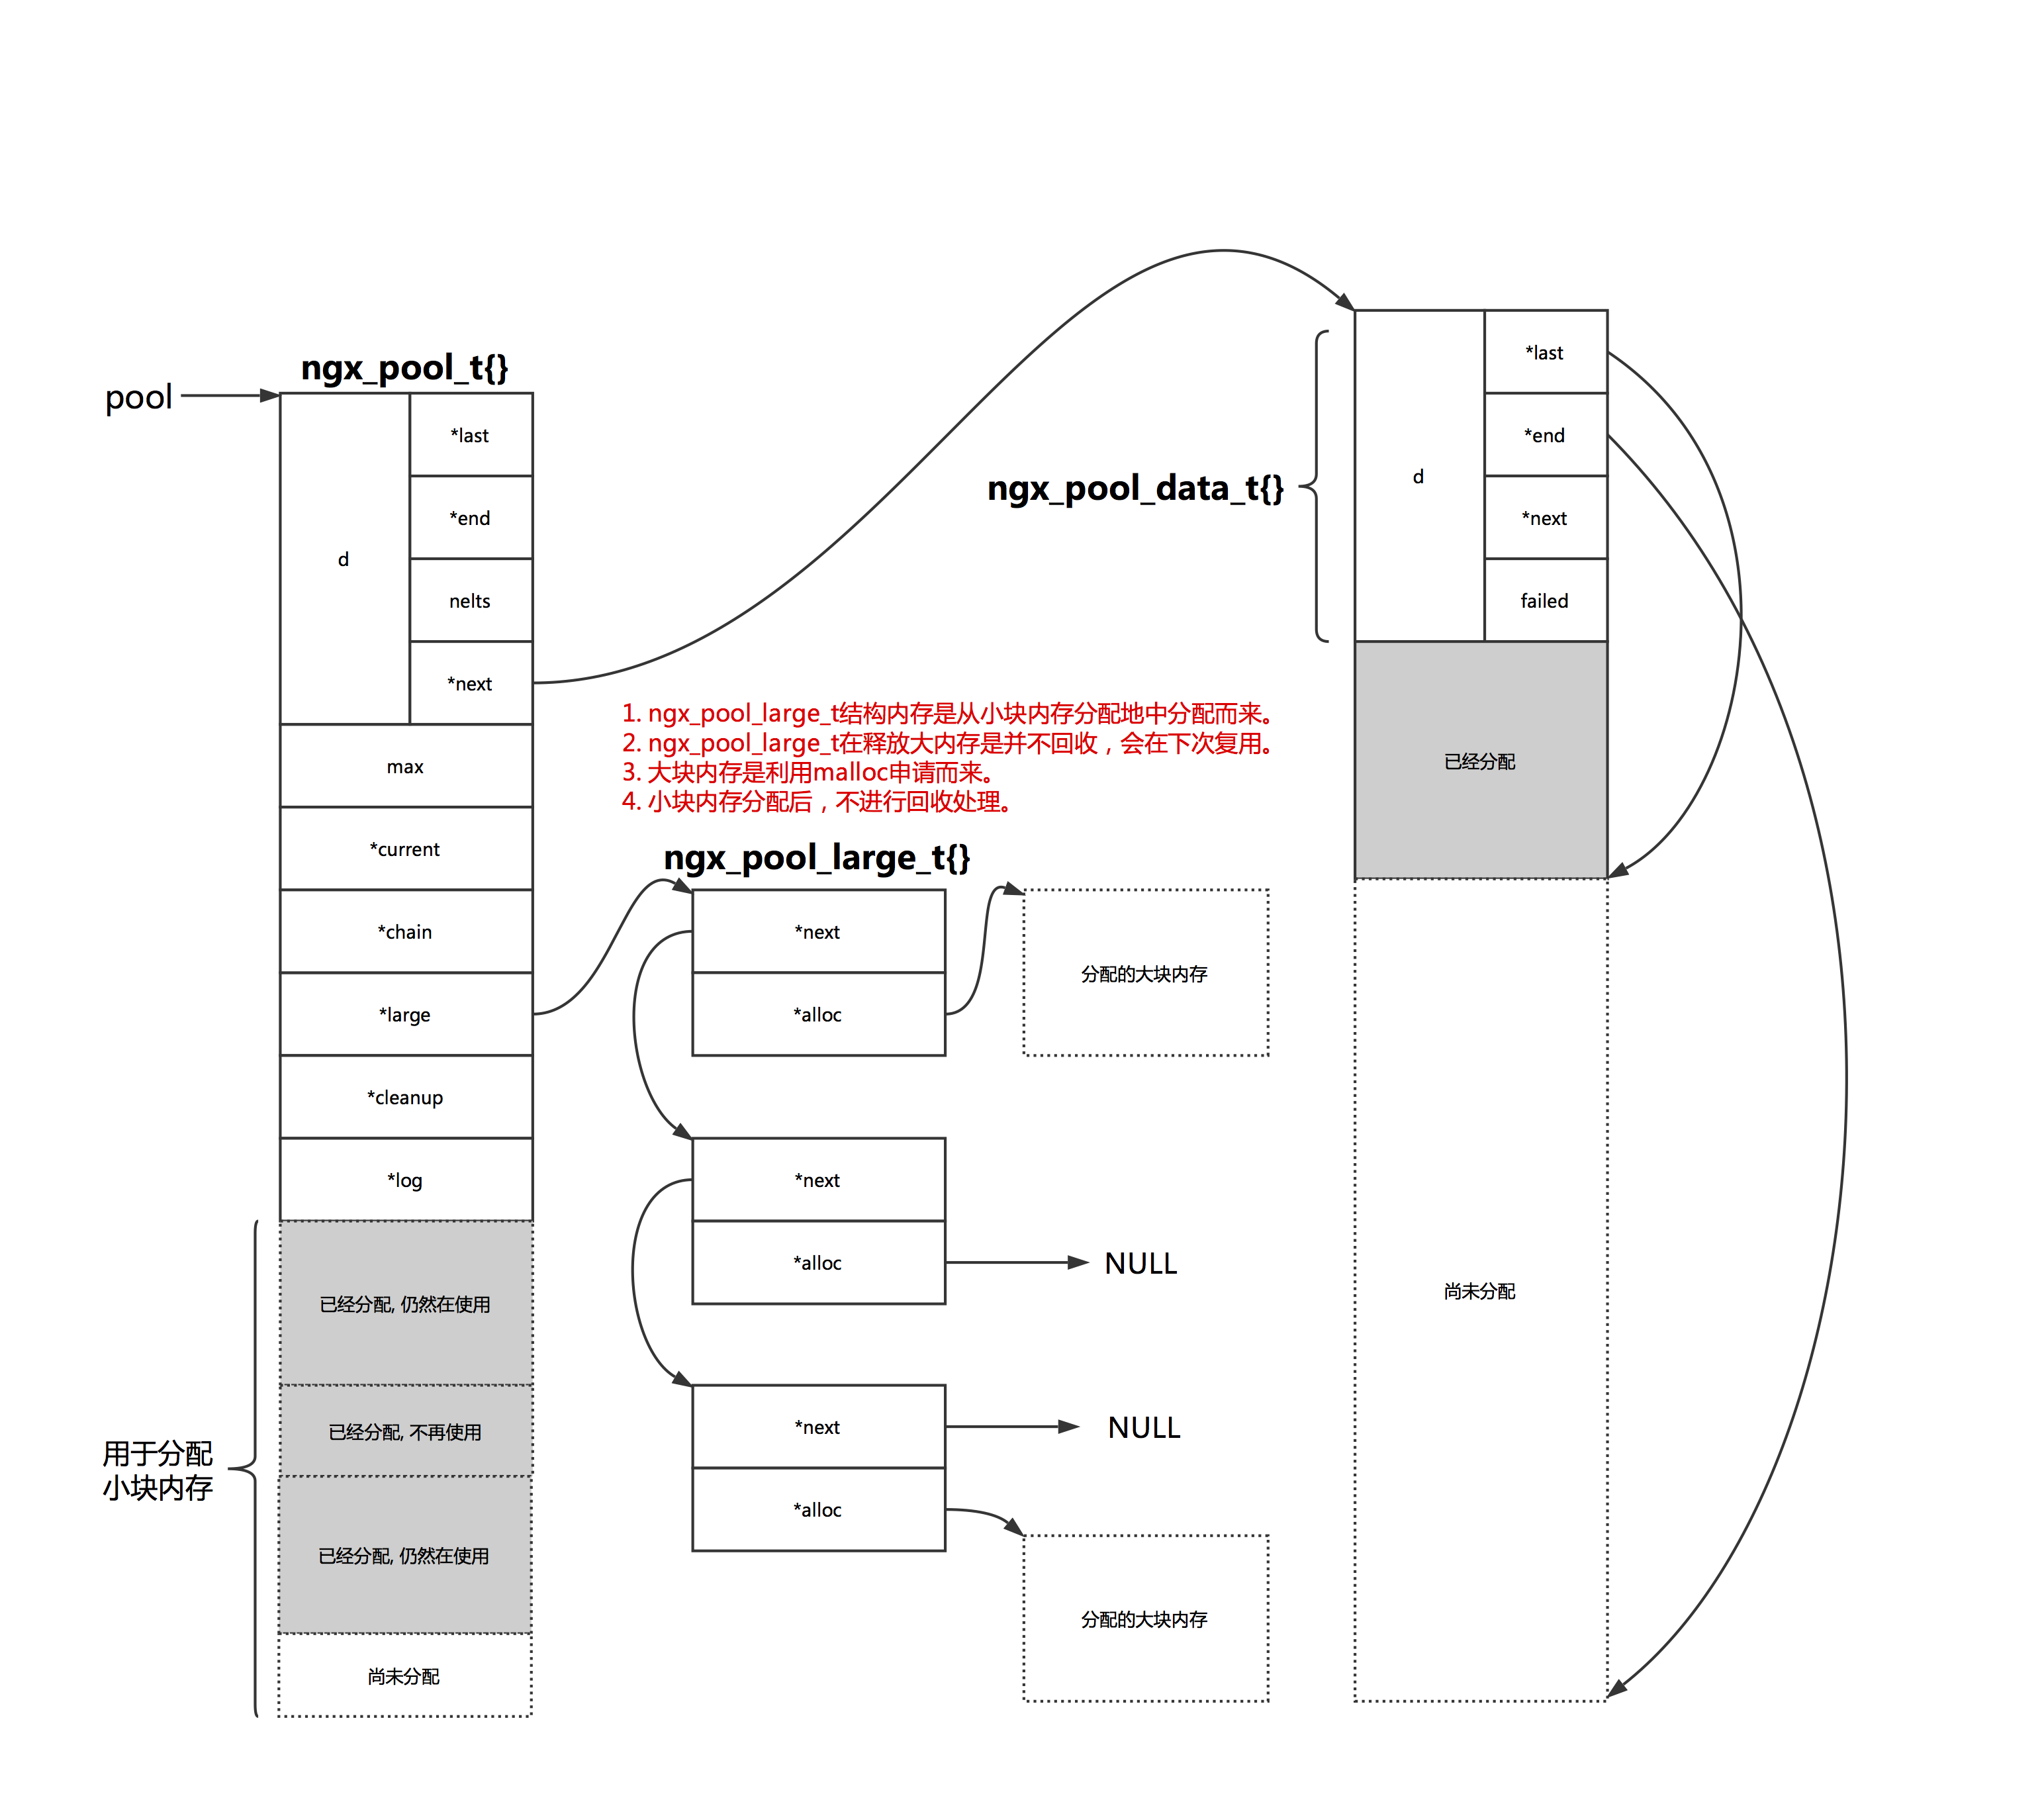 ngx_pool_t{}
pool
*last
*end
d
nelts
*next
max
*current
*chain
*large
*cleanup
*log
已经分配, 仍然在使用
已经分配, 不再使用
已经分配, 仍然在使用
尚未分配
用于分配
小块内存
1. ngx_pool_large_t结构内存是从小块内存分配地中分配而来。
2. ngx_pool_large_t在释放大内存是并不回收，会在下次复用。
3. 大块内存是利用malloc申请而来。
4. 小块内存分配后，不进行回收处理。
ngx_pool_large_t{}
*next
*alloc
分配的大块内存
*next
*alloc
NULL
*next
NULL
*alloc
分配的大块内存
ngx_pool_data_t{}
*last
*end
d
*next
failed
已经分配
尚未分配